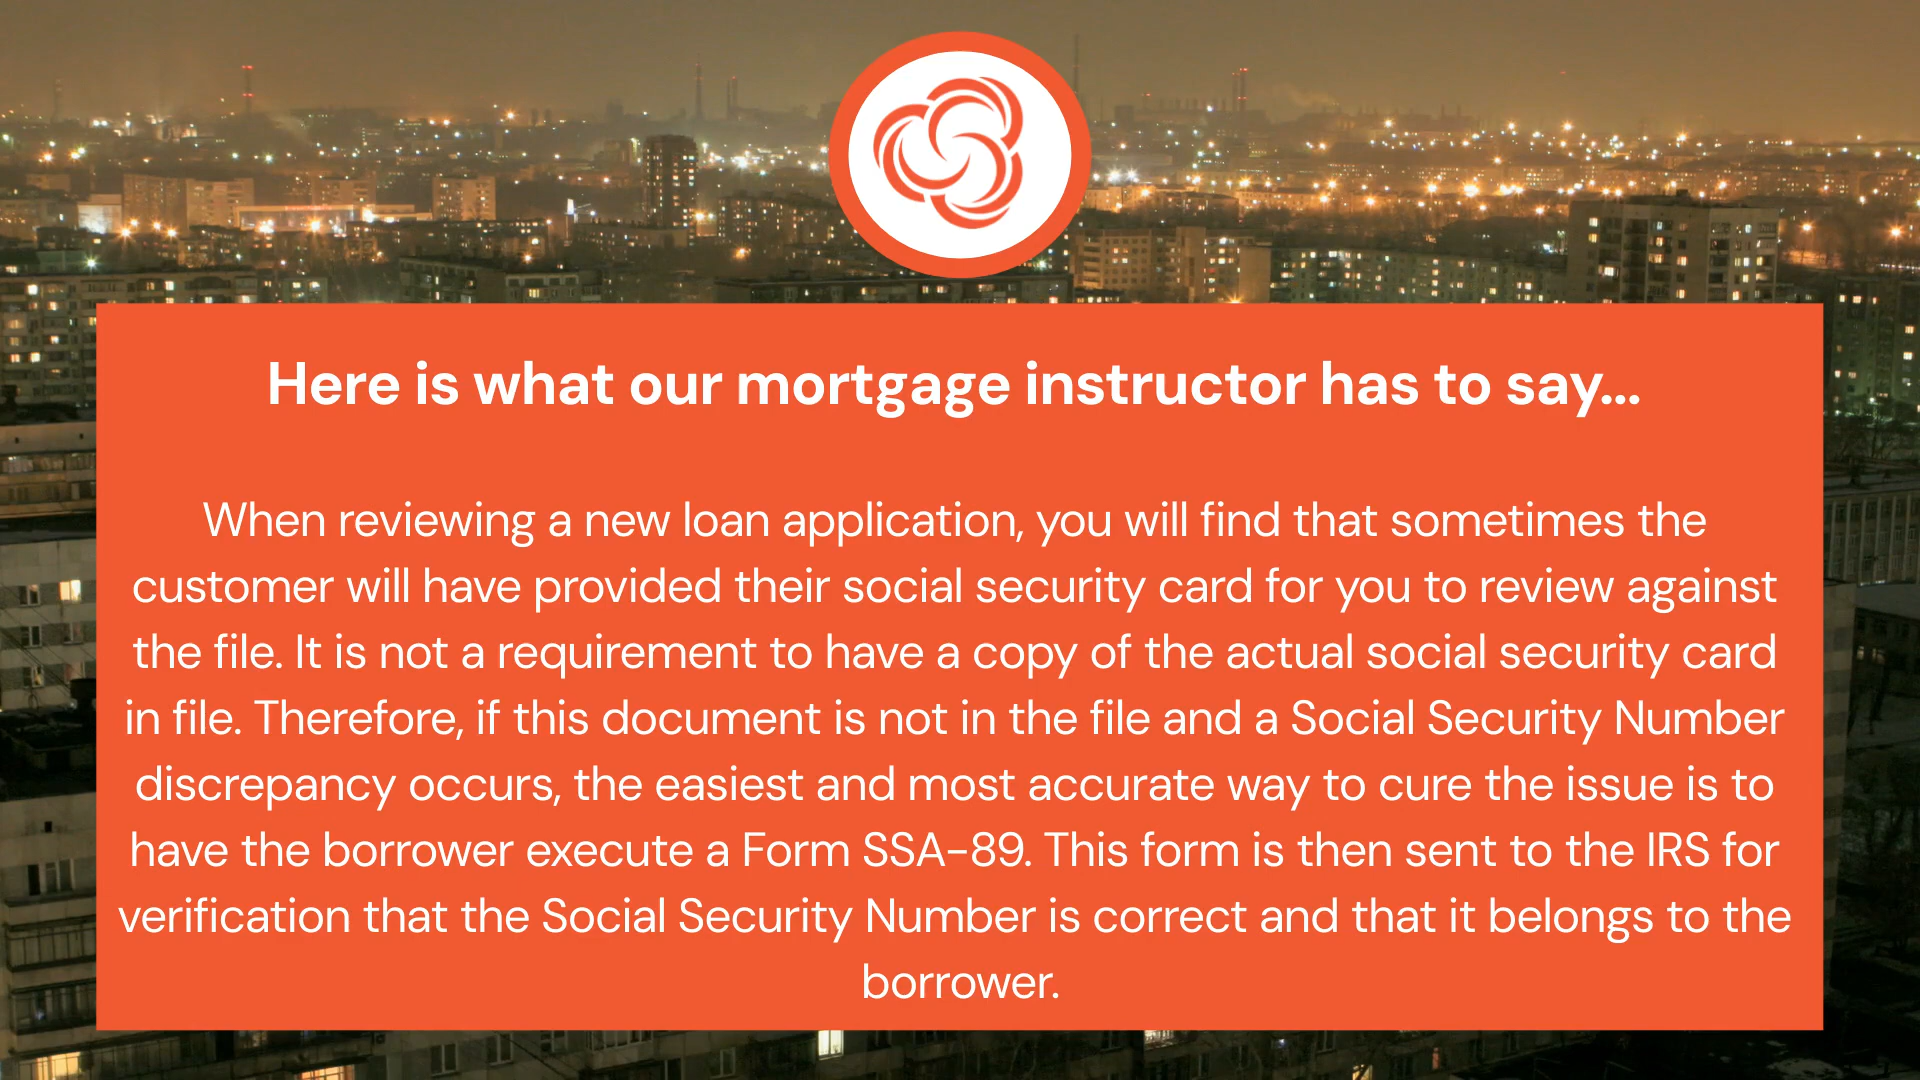 Here is what our mortgage instructor has to say...
When reviewing a new loan application, you will find that sometimes the
customer will have provided their social security card for you to review against
the file. It is not a requirement to have a copy of the actual social security card
in file. Therefore, if this document is not in the file and a Social Security Number
discrepancy occurs, the easiest and most accurate way to cure the issue is to
have the borrower execute a Form SSA-89. This form is then sent to the IRS for
verification that the Social Security Number is correct and that it belongs to the
borrower.